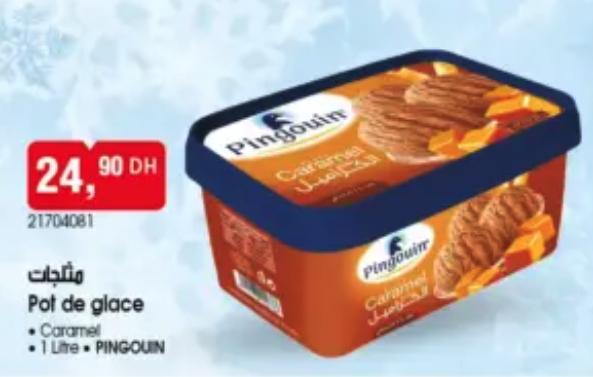 24,90 DH
21704081
مثلجات
Pot de glace
• Caramel
• 1 Litre • PINGOUIN
Pingouin
Caramel
الكراميل
Pingouin
Caramel
الكراميل